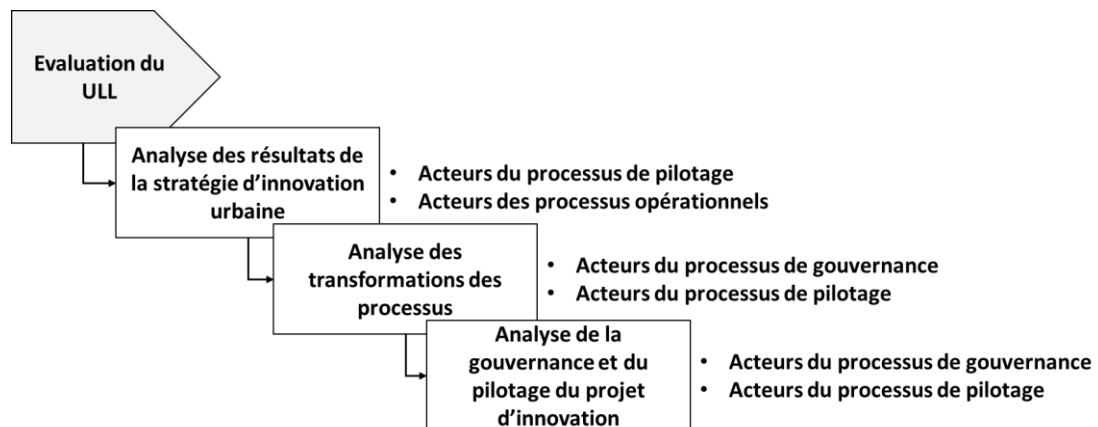 Evaluation du
ULL
Analyse des résultats de
la stratégie d’innovation
urbaine
• Acteurs du processus de pilotage
• Acteurs des processus opérationnels
Analyse des
transformations des
processus
• Acteurs du processus de gouvernance
• Acteurs du processus de pilotage
Analyse de la
gouvernance et du
pilotage du projet
d’innovation
• Acteurs du processus de gouvernance
• Acteurs du processus de pilotage